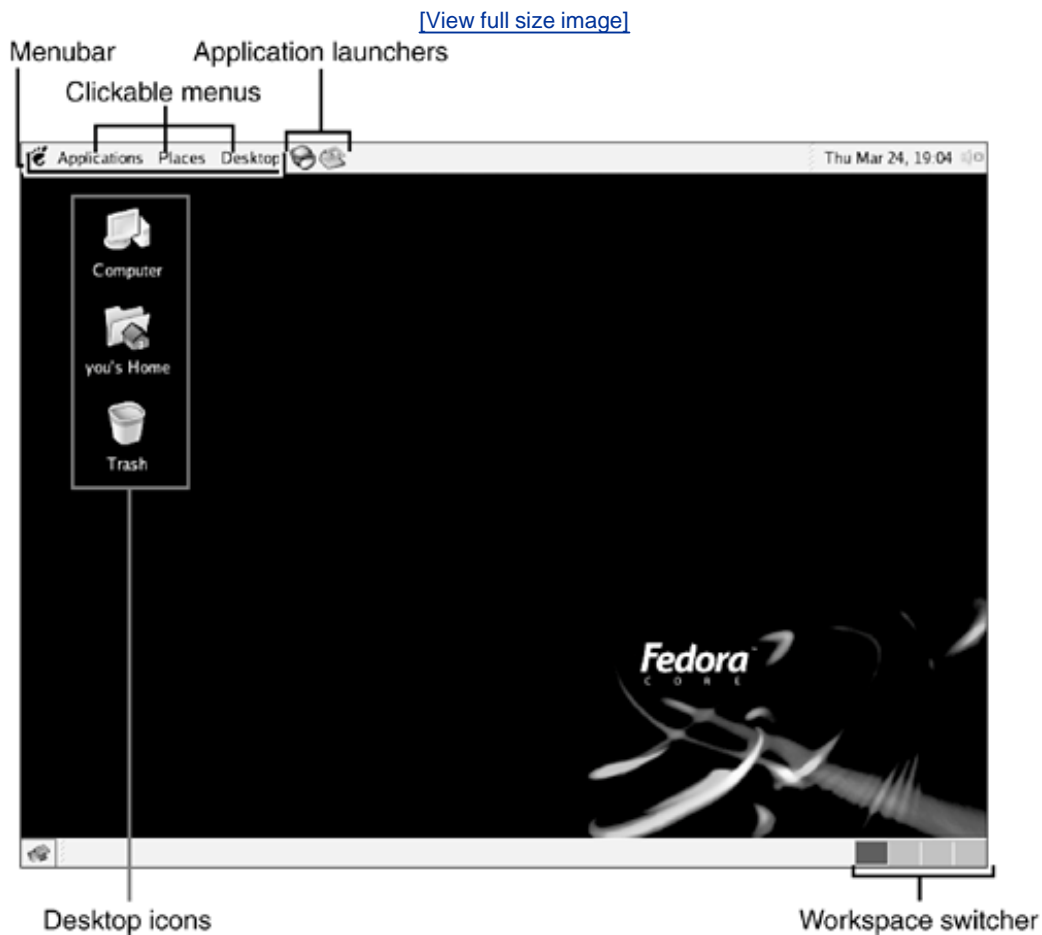 [View full size image]
Menubar
Application launchers
Clickable menus
Applications Places Desktop
Thu Mar 24, 19:04
Computer
you's Home
Trash
Fedora™
CORE
Desktop icons
Workspace switcher